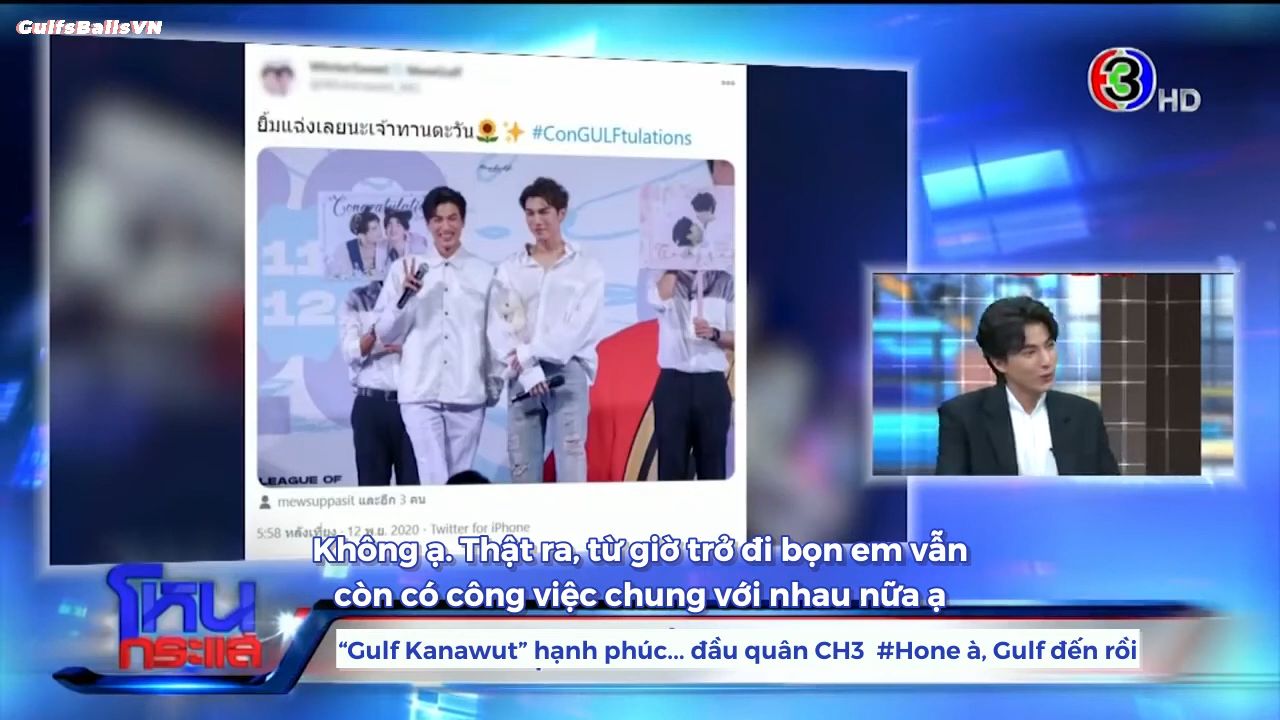 GulfsBallsVN
3 HD
ยิ้มแฉ่งเลยนะเจ้าทานตะวัน🌻✨ #ConGULFtulations
Congratulati
11
12
LEAGUE OF
mewsuppasit และอีก 3 คน
5:58 หลังเที่ยง · 12 พ.ย. 2020 · Twitter for iPhone
Không ạ. Thật ra, từ giờ trở đi bọn em vẫn
còn có công việc chung với nhau nữa ạ
โหนกระแส
“Gulf Kanawut” hạnh phúc... đầu quân CH3 #Hone à, Gulf đến rồi